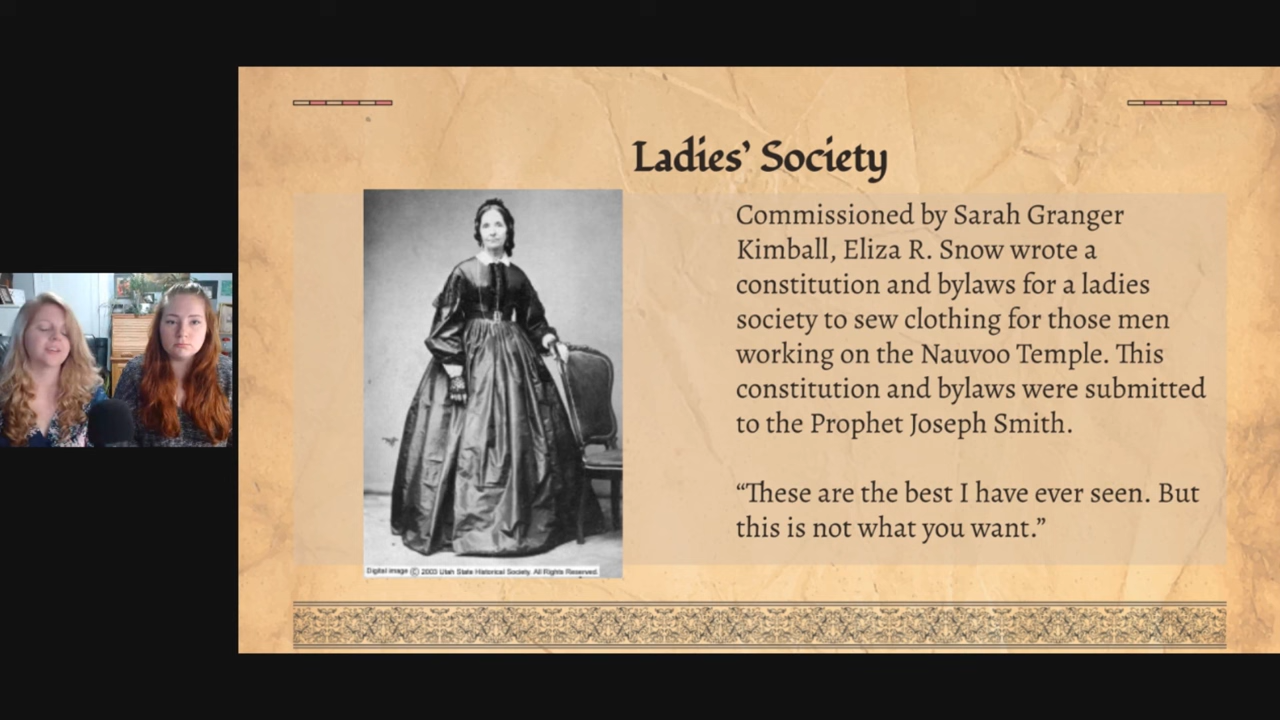 Ladies’ Society
Commissioned by Sarah Granger
Kimball, Eliza R. Snow wrote a
constitution and bylaws for a ladies
society to sew clothing for those men
working on the Nauvoo Temple. This
constitution and bylaws were submitted
to the Prophet Joseph Smith.
“These are the best I have ever seen. But
this is not what you want.”
Digital image © 2003 Utah State Historical Society. All Rights Reserved.